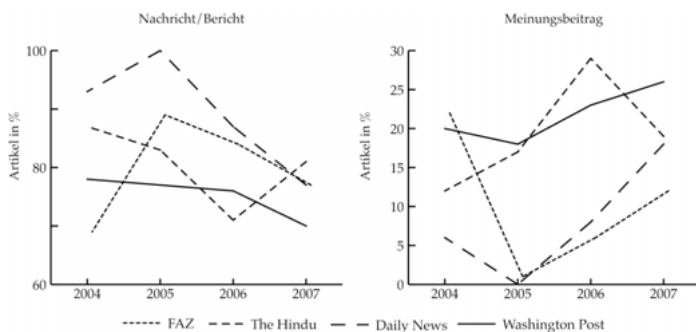 Nachricht/Bericht
Artikel in %
100
80
60
2004 2005 2006 2007
Meinungsbeitrag
Artikel in %
30
25
20
15
10
5
0
2004 2005 2006 2007
FAZ The Hindu Daily News Washington Post